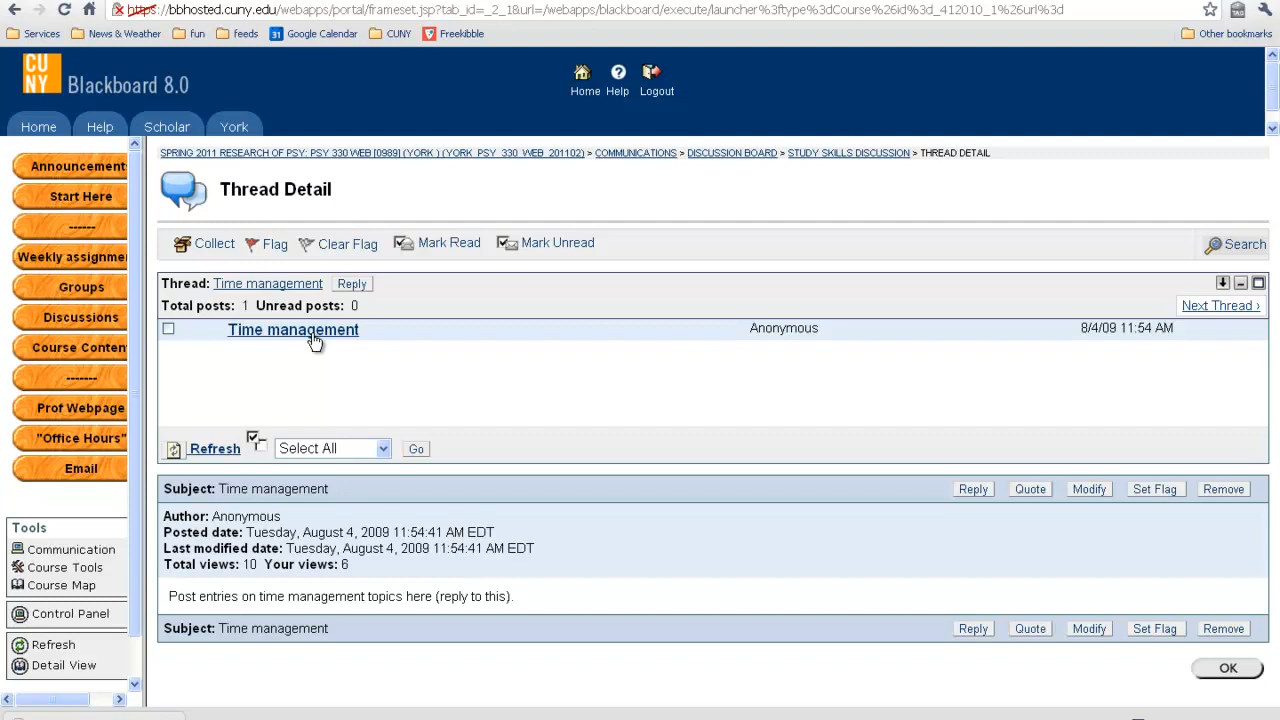 https://bbhosted.cuny.edu/webapps/portal/frameset.jsp?tab_id=_2_1&url=/webapps/blackboard/execute/launcher%3ftype%3dCourse%26id%3d_412010_1%26url%3d
Services News & Weather fun feeds 31 Google Calendar CUNY Freekibble Other bookmarks
CU
NY
Blackboard 8.0
Home Help Logout
Home Help Scholar York
SPRING 2011 RESEARCH OF PSY: PSY 330 WEB [0989] (YORK ) (YORK_PSY_330_WEB_201102) > COMMUNICATIONS > DISCUSSION BOARD > STUDY SKILLS DISCUSSION > THREAD DETAIL
Announcement
Start Here
------
Weekly assignme
Groups
Discussions
Course Conten
-------
Prof Webpage
"Office Hours"
Email
Tools
Communication
Course Tools
Course Map
Control Panel
Refresh
Detail View
Thread Detail
Collect Flag Clear Flag Mark Read Mark Unread Search
Thread: Time management Reply
Total posts: 1 Unread posts: 0 Next Thread ›
Time management Anonymous 8/4/09 11:54 AM
Refresh Select All Go
Subject: Time management Reply Quote Modify Set Flag Remove
Author: Anonymous
Posted date: Tuesday, August 4, 2009 11:54:41 AM EDT
Last modified date: Tuesday, August 4, 2009 11:54:41 AM EDT
Total views: 10 Your views: 6
Post entries on time management topics here (reply to this).
Subject: Time management Reply Quote Modify Set Flag Remove
OK